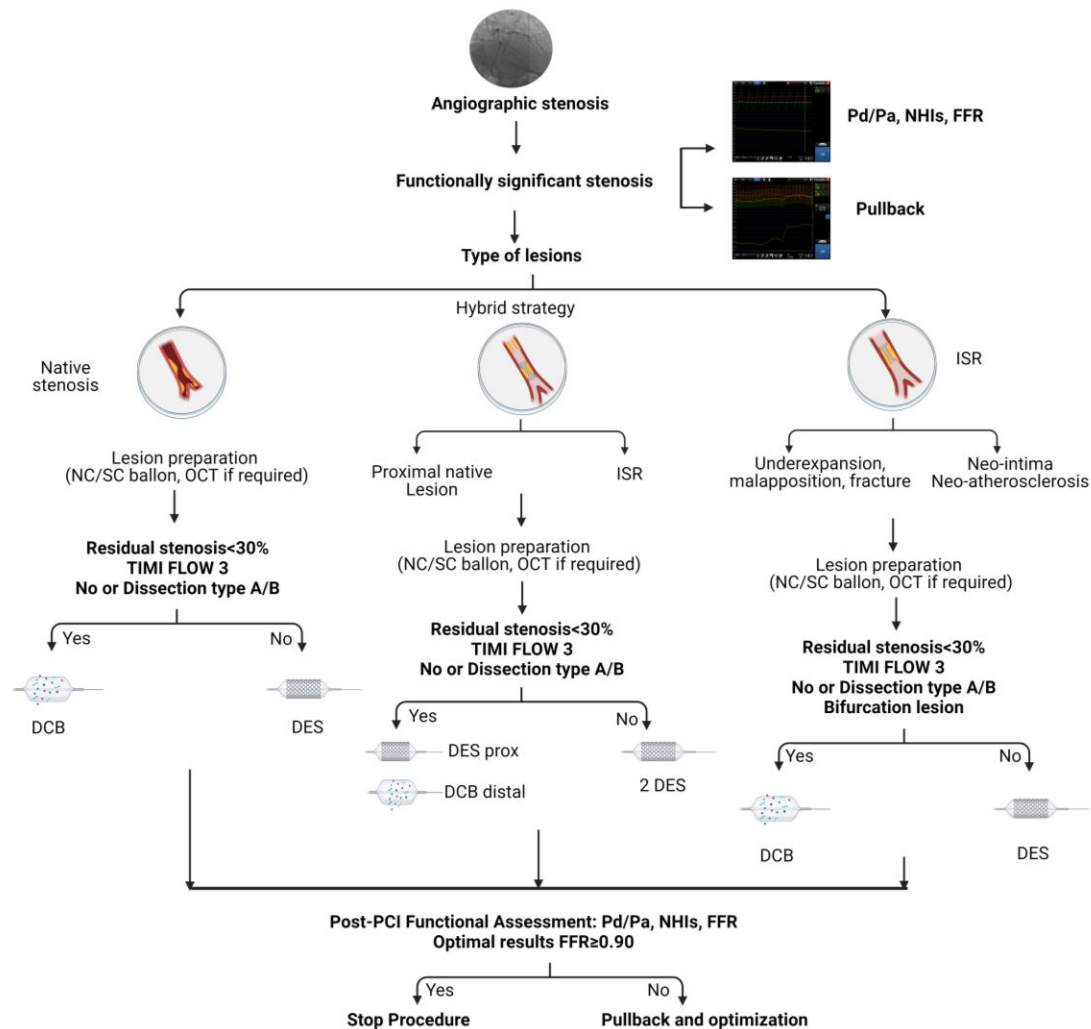 Angiographic stenosis
Pd/Pa, NHIs, FFR
Functionally significant stenosis
Pullback
Type of lesions
Hybrid strategy
Native
stenosis
ISR
Lesion preparation
(NC/SC ballon, OCT if required)
Residual stenosis<30%
TIMI FLOW 3
No or Dissection type A/B
Yes
No
DCB
DES
Proximal native
Lesion
ISR
Lesion preparation
(NC/SC ballon, OCT if required)
Residual stenosis<30%
TIMI FLOW 3
No or Dissection type A/B
Yes
No
DES prox
DCB distal
2 DES
Underexpansion,
malapposition, fracture
Neo-intima
Neo-atherosclerosis
Lesion preparation
(NC/SC ballon, OCT if required)
Residual stenosis<30%
TIMI FLOW 3
No or Dissection type A/B
Bifurcation lesion
Yes
No
DCB
DES
Post-PCI Functional Assessment: Pd/Pa, NHIs, FFR
Optimal results FFR≥0.90
Yes
No
Stop Procedure
Pullback and optimization